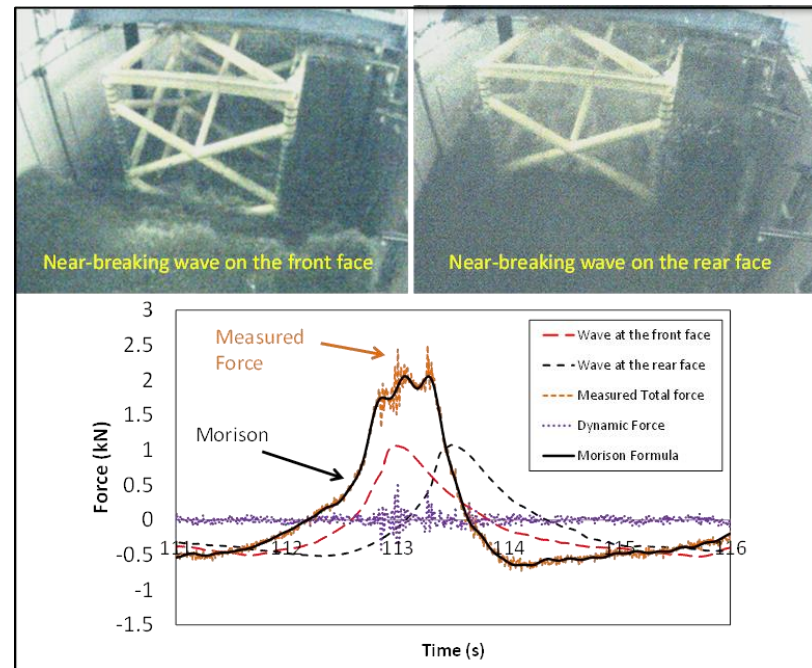 Near-breaking wave on the front face
Near-breaking wave on the rear face
3
2.5
2
1.5
1
0.5
0
-0.5
-1
-1.5
Force (kN)
Measured
Force
Morison
Wave at the front face
Wave at the rear face
Measured Total force
Dynamic Force
Morison Formula
111
112
113
114
115
116
Time (s)